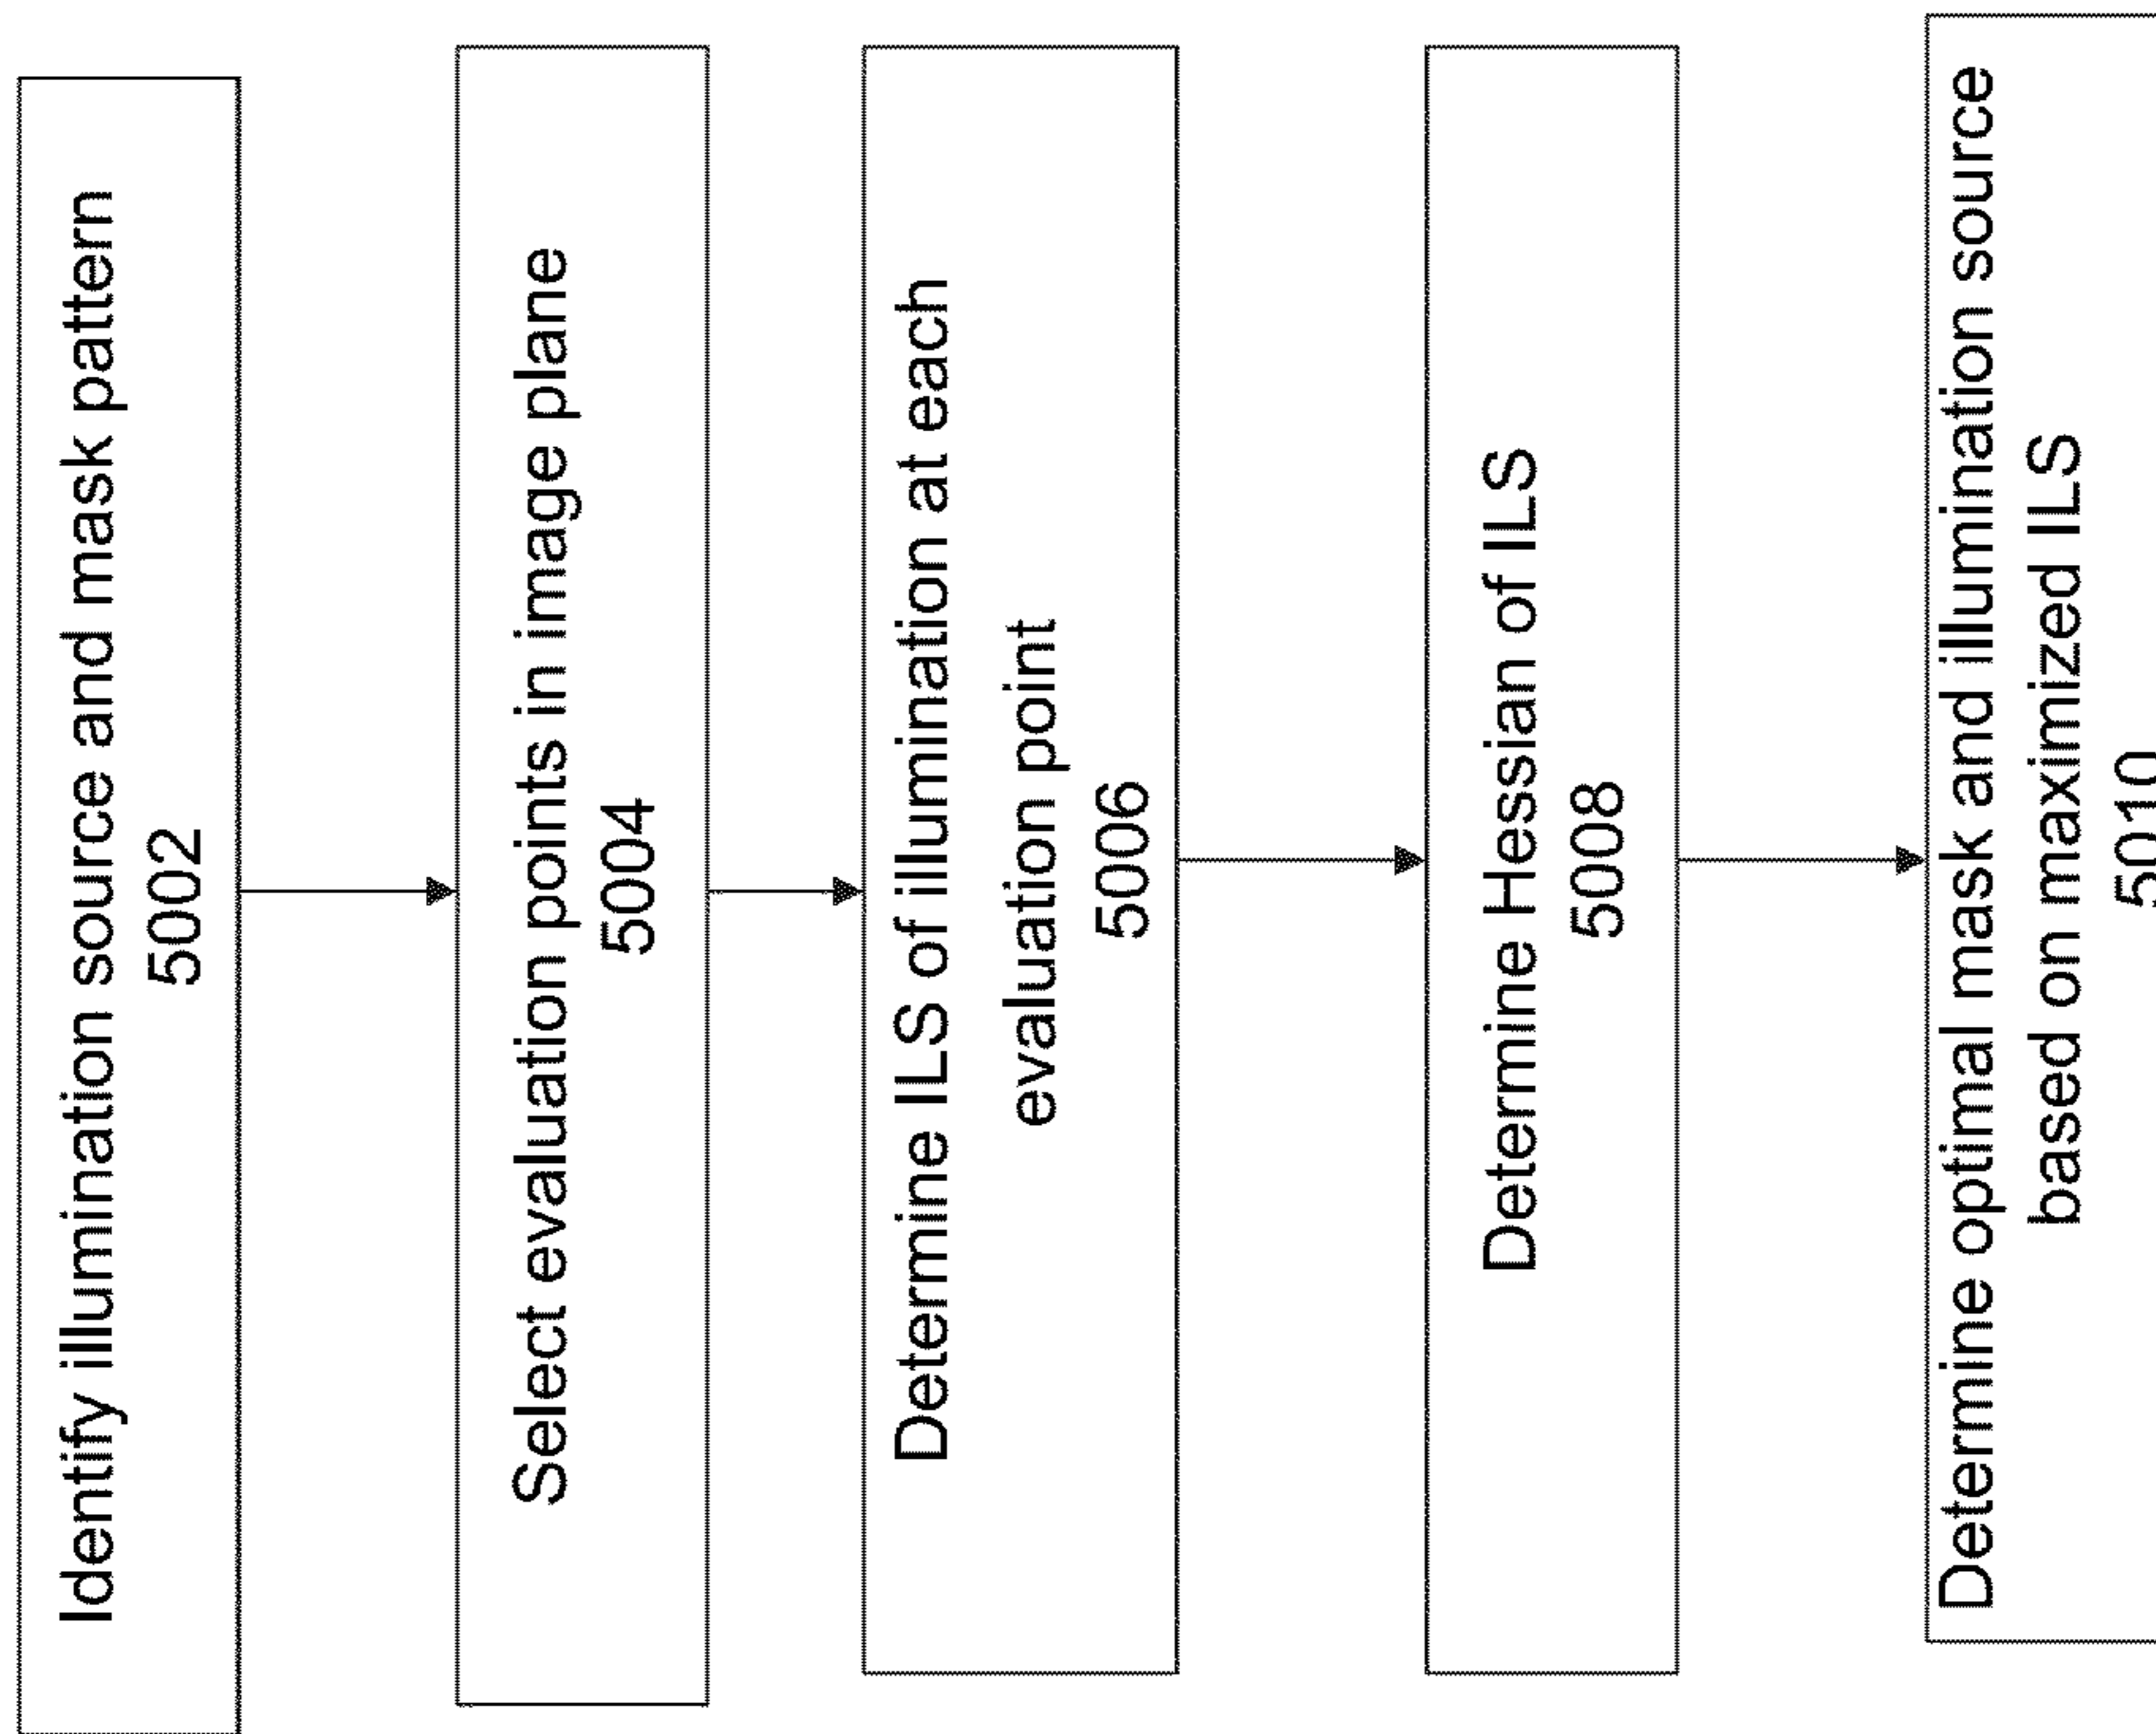 Identify illumination source and mask pattern
5002
Select evaluation points in image plane
5004
Determine ILS of illumination at each
evaluation point
5006
Determine Hessian of ILS
5008
Determine optimal mask and illumination source
based on maximized ILS
5010